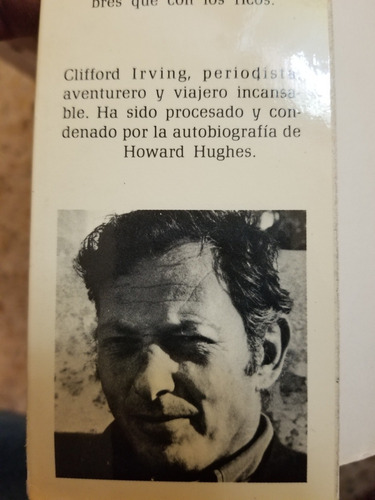 bres que con los ricos.
Clifford Irving, periodista,
aventurero y viajero incansa-
ble. Ha sido procesado y con-
denado por la autobiografía de
Howard Hughes.